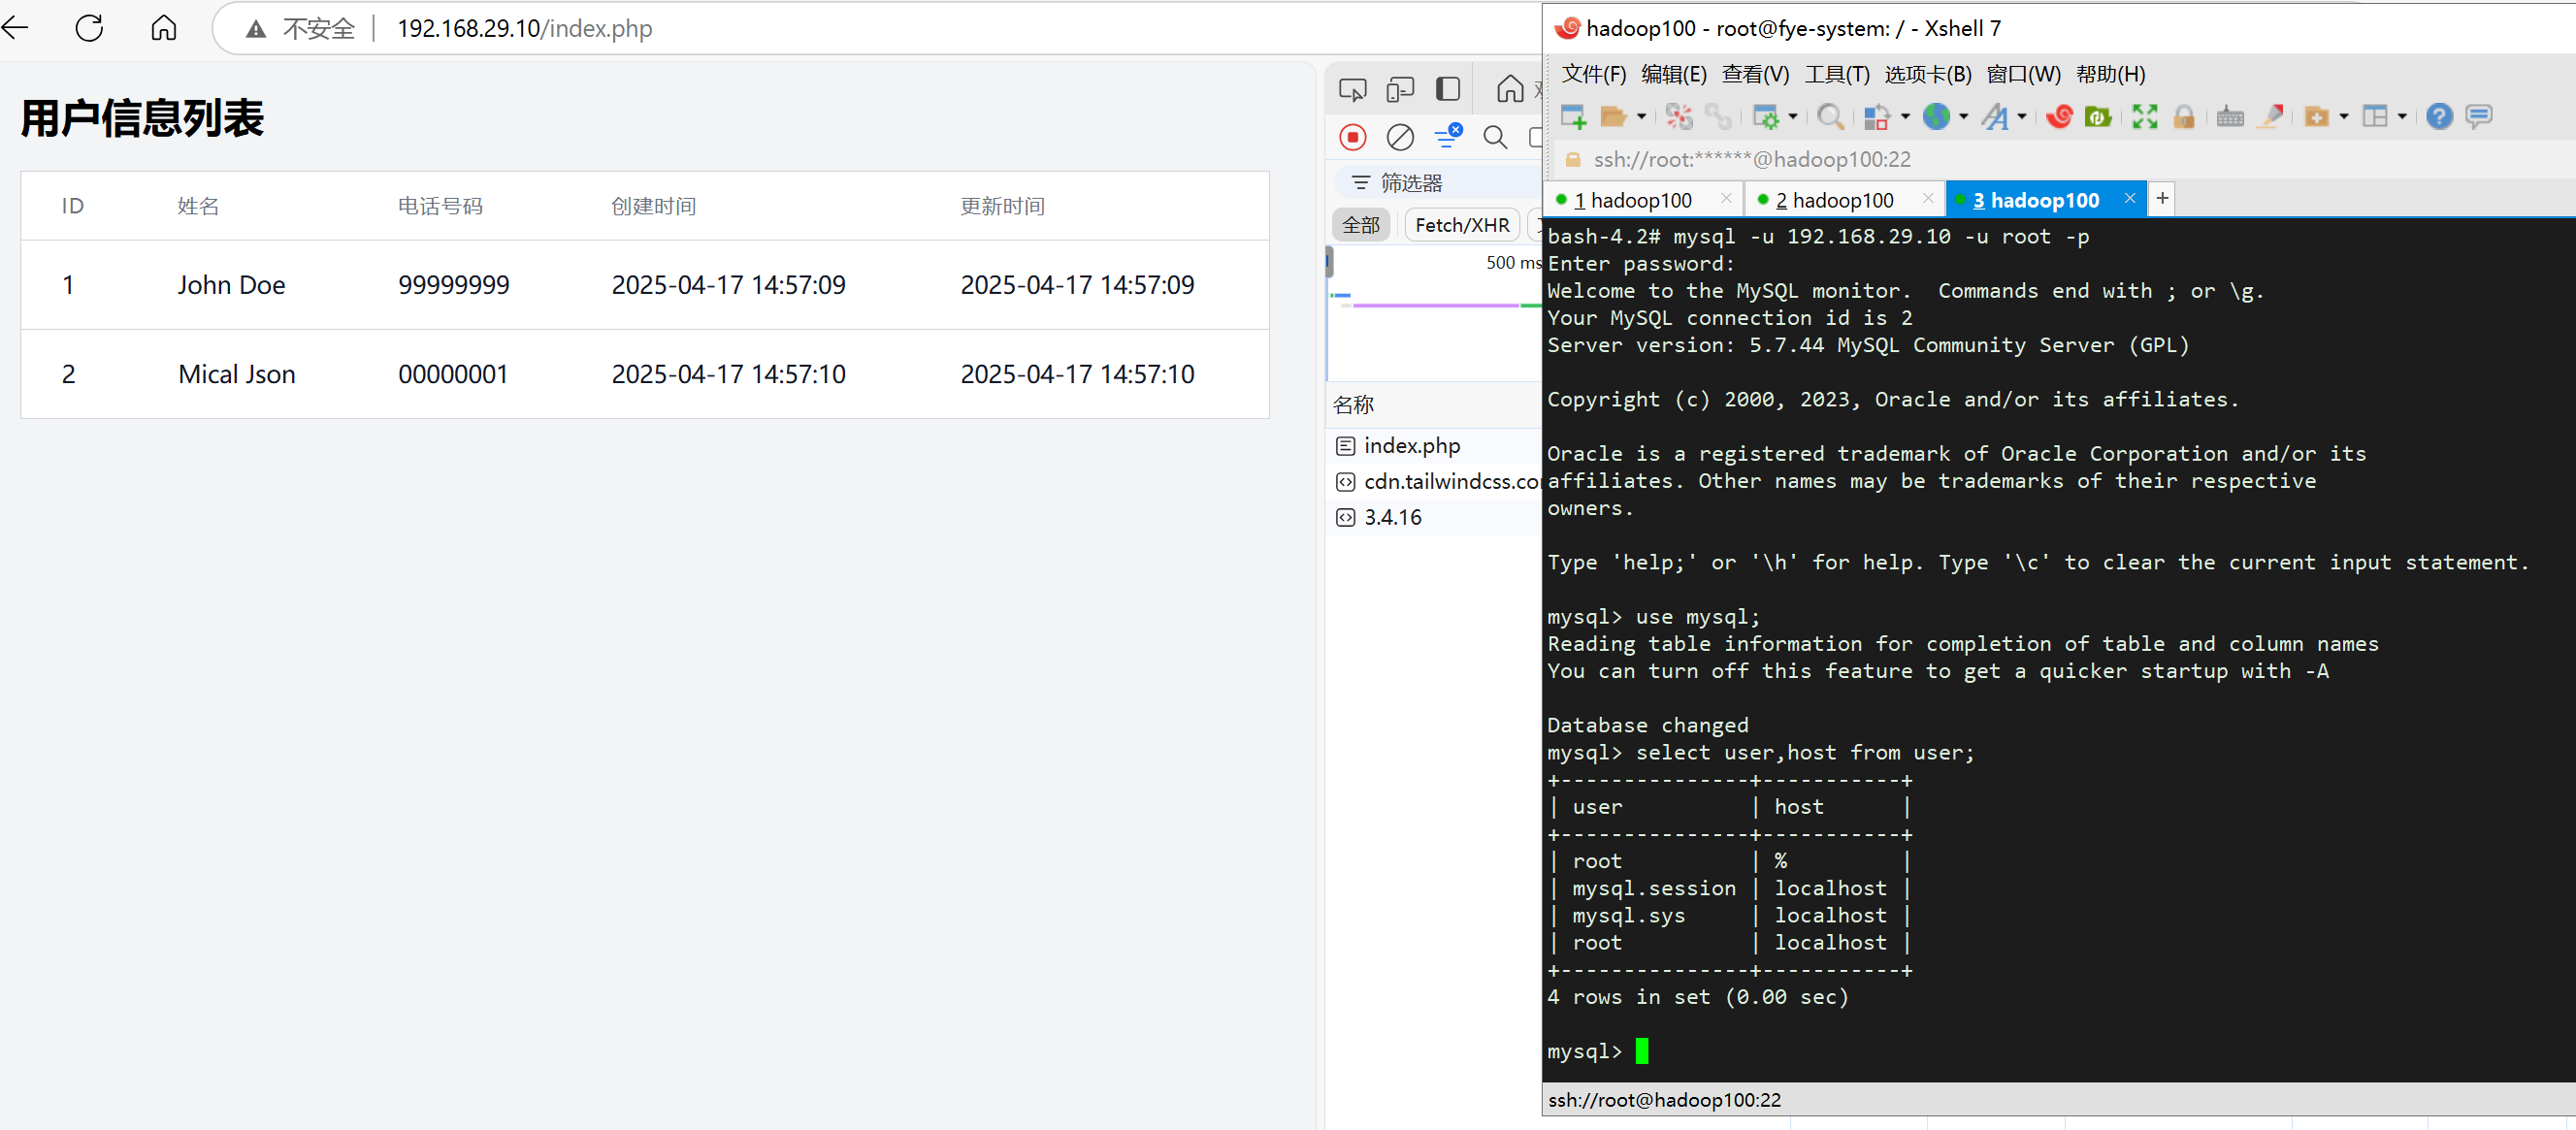 不安全 192.168.29.10/index.php
用户信息列表
ID 姓名 电话号码 创建时间 更新时间
1 John Doe 99999999 2025-04-17 14:57:09 2025-04-17 14:57:09
2 Mical Json 00000001 2025-04-17 14:57:10 2025-04-17 14:57:10
筛选器
全部 Fetch/XHR
500 ms
名称
index.php
cdn.tailwindcss.co
3.4.16
hadoop100 - root@fye-system: / - Xshell 7
文件(F) 编辑(E) 查看(V) 工具(T) 选项卡(B) 窗口(W) 帮助(H)
ssh://root:******@hadoop100:22
1 hadoop100 2 hadoop100 3 hadoop100 +
bash-4.2# mysql -u 192.168.29.10 -u root -p
Enter password:
Welcome to the MySQL monitor.  Commands end with ; or \g.
Your MySQL connection id is 2
Server version: 5.7.44 MySQL Community Server (GPL)
Copyright (c) 2000, 2023, Oracle and/or its affiliates.
Oracle is a registered trademark of Oracle Corporation and/or its
affiliates. Other names may be trademarks of their respective
owners.
Type 'help;' or '\h' for help. Type '\c' to clear the current input statement.
mysql> use mysql;
Reading table information for completion of table and column names
You can turn off this feature to get a quicker startup with -A
Database changed
mysql> select user,host from user;
+---------------+-----------+
| user          | host      |
+---------------+-----------+
| root          | %         |
| mysql.session | localhost |
| mysql.sys     | localhost |
| root          | localhost |
+---------------+-----------+
4 rows in set (0.00 sec)
mysql>
ssh://root@hadoop100:22